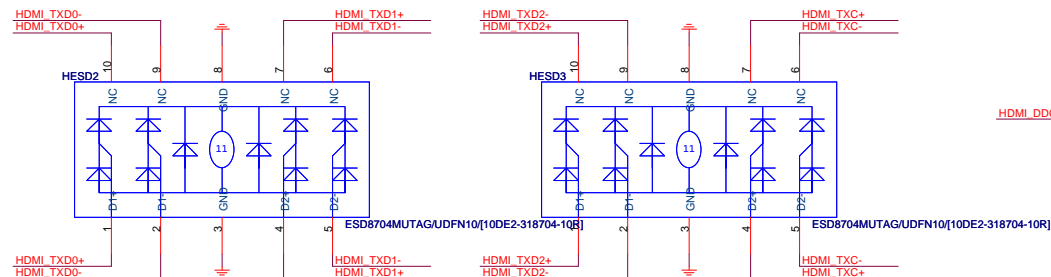 HDMI_TXD0-
HDMI_TXD0+
HDMI_TXD1+
HDMI_TXD1-
HDMI_TXD2-
HDMI_TXD2+
HDMI_TXC+
HDMI_TXC-
10 9 8 7 6
10 9 8 7 6
HESD2
HESD3
NC NC GND NC NC
NC NC GND NC NC
11
11
D1+ D1- GND D2+ D2-
D1+ D1- GND D2+ D2-
ESD8704MUTAG/UDFN10/[10DE2-318704-10R]
ESD8704MUTAG/UDFN10/[10DE2-318704-10R]
1 2 3 4 5
1 2 3 4 5
HDMI_TXD0+
HDMI_TXD0-
HDMI_TXD1-
HDMI_TXD1+
HDMI_TXD2+
HDMI_TXD2-
HDMI_TXC-
HDMI_TXC+